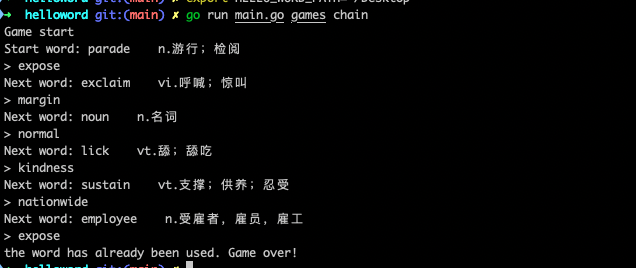 ➜ helloword git:(main) ✗ export HELLO_WORD_PATH=~/Desktop
➜ helloword git:(main) ✗ go run main.go games chain
Game start
Start word: parade n.游行；检阅
> expose
Next word: exclaim vi.呼喊；惊叫
> margin
Next word: noun n.名词
> normal
Next word: lick vt.舔；舔吃
> kindness
Next word: sustain vt.支撑；供养；忍受
> nationwide
Next word: employee n.受雇者，雇员，雇工
> expose
the word has already been used. Game over!
➜ helloword git:(main) ✗